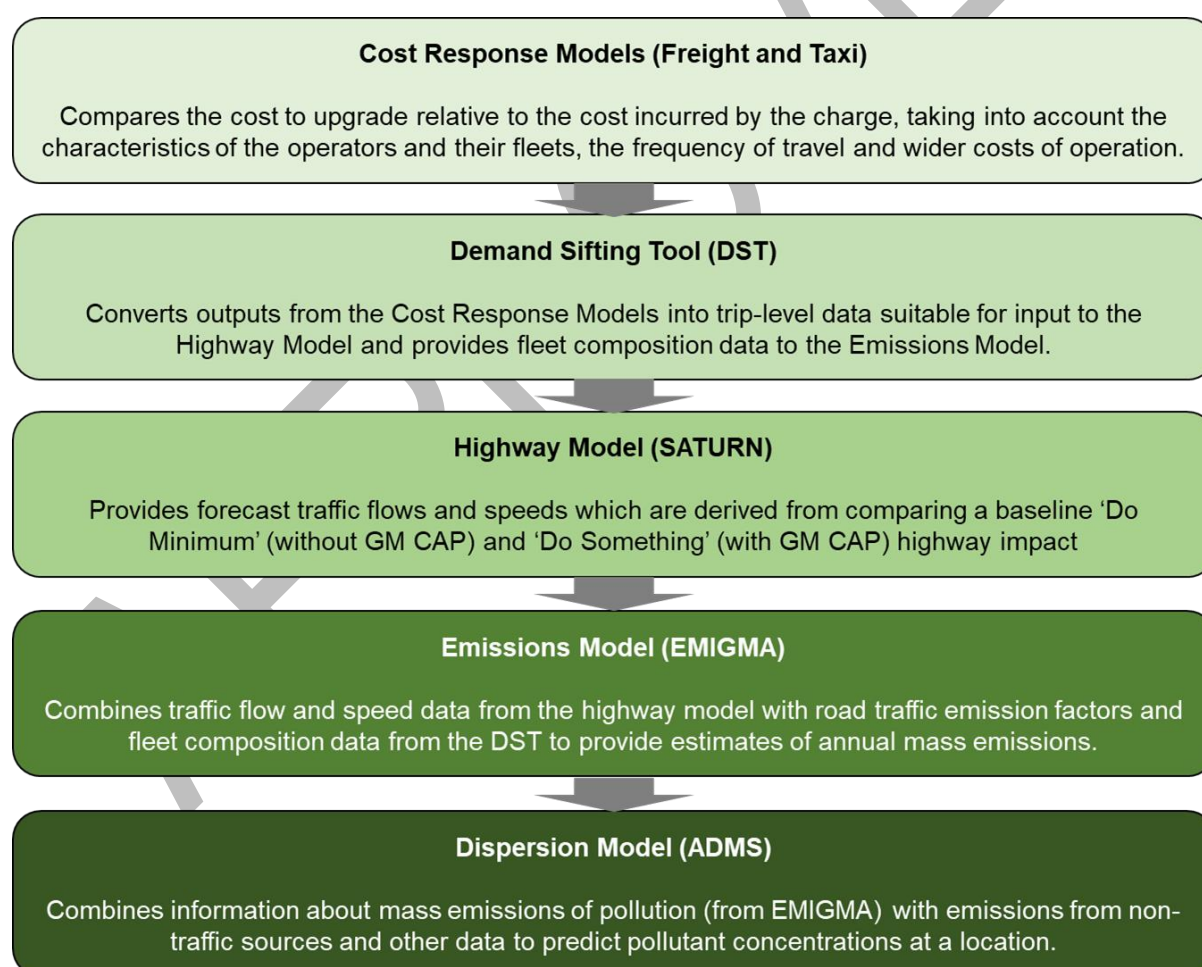 Cost Response Models (Freight and Taxi)
Compares the cost to upgrade relative to the cost incurred by the charge, taking into account the
characteristics of the operators and their fleets, the frequency of travel and wider costs of operation.
Demand Sifting Tool (DST)
Converts outputs from the Cost Response Models into trip-level data suitable for input to the
Highway Model and provides fleet composition data to the Emissions Model.
Highway Model (SATURN)
Provides forecast traffic flows and speeds which are derived from comparing a baseline ‘Do
Minimum’ (without GM CAP) and ‘Do Something’ (with GM CAP) highway impact
Emissions Model (EMIGMA)
Combines traffic flow and speed data from the highway model with road traffic emission factors and
fleet composition data from the DST to provide estimates of annual mass emissions.
Dispersion Model (ADMS)
Combines information about mass emissions of pollution (from EMIGMA) with emissions from non-
traffic sources and other data to predict pollutant concentrations at a location.